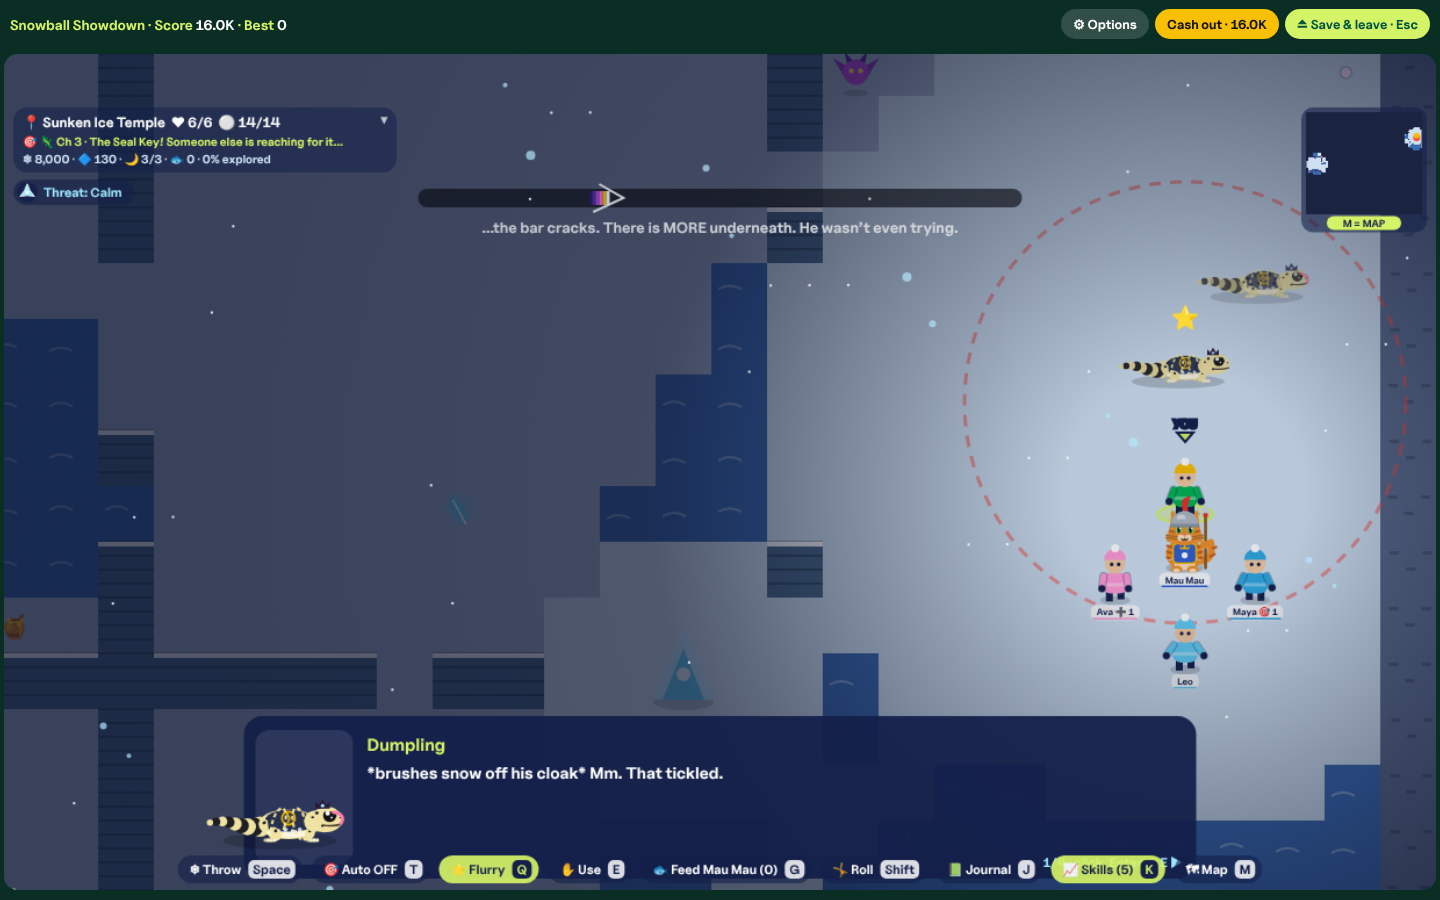 Snowball Showdown · Score 16.0K · Best 0
Options
Cash out · 16.0K
Save & leave · Esc
Sunken Ice Temple 6/6 14/14
Ch 3 · The Seal Key! Someone else is reaching for it...
8,000 · 130 · 3/3 · 0 · 0% explored
Threat: Calm
M = MAP
...the bar cracks. There is MORE underneath. He wasn't even trying.
Mau Mau
Ava 1
Maya 1
Leo
Dumpling
*brushes snow off his cloak* Mm. That tickled.
Throw Space
Auto OFF T
Flurry Q
Use E
Feed Mau Mau (0) G
Roll Shift
Journal J
Skills (5) K
Map M